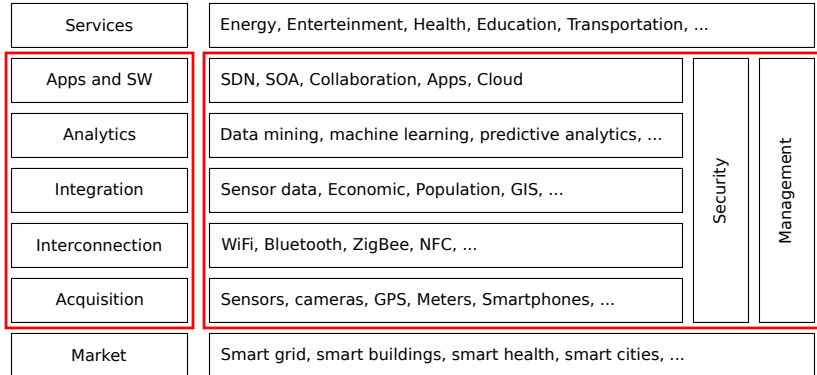 Services
Energy, Enterteinment, Health, Education, Transportation, ...
Apps and SW
SDN, SOA, Collaboration, Apps, Cloud
Analytics
Data mining, machine learning, predictive analytics, ...
Integration
Sensor data, Economic, Population, GIS, ...
Interconnection
WiFi, Bluetooth, ZigBee, NFC, ...
Acquisition
Sensors, cameras, GPS, Meters, Smartphones, ...
Security
Management
Market
Smart grid, smart buildings, smart health, smart cities, ...